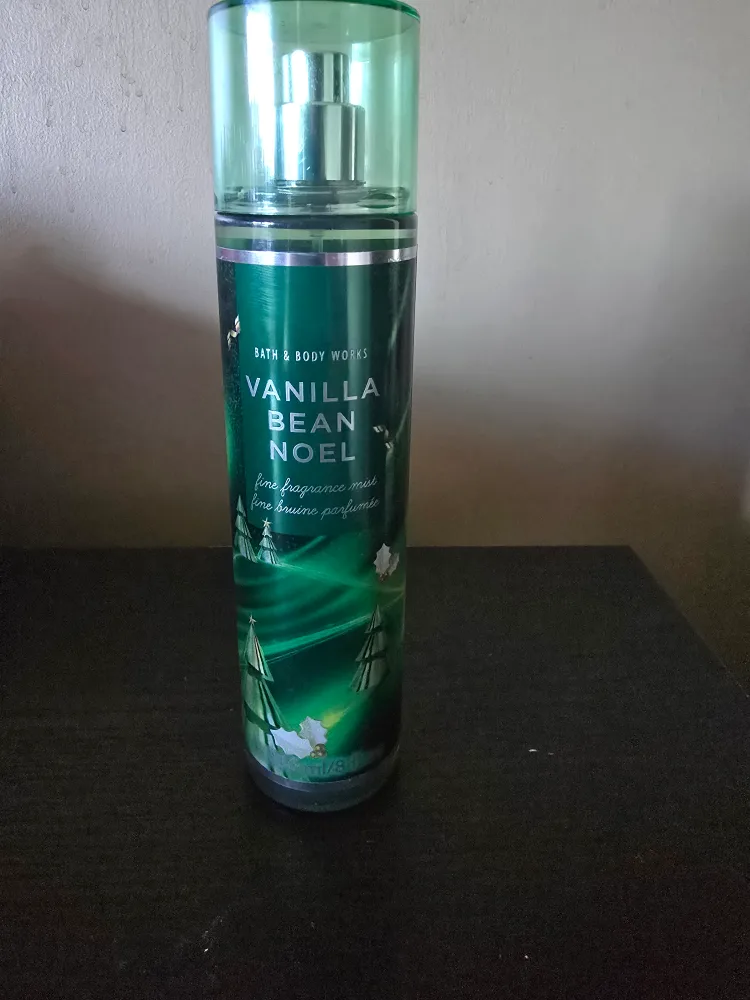 BATH & BODY WORKS
VANILLA
BEAN
NOEL
fine fragrance mist
fine bruine parfumée